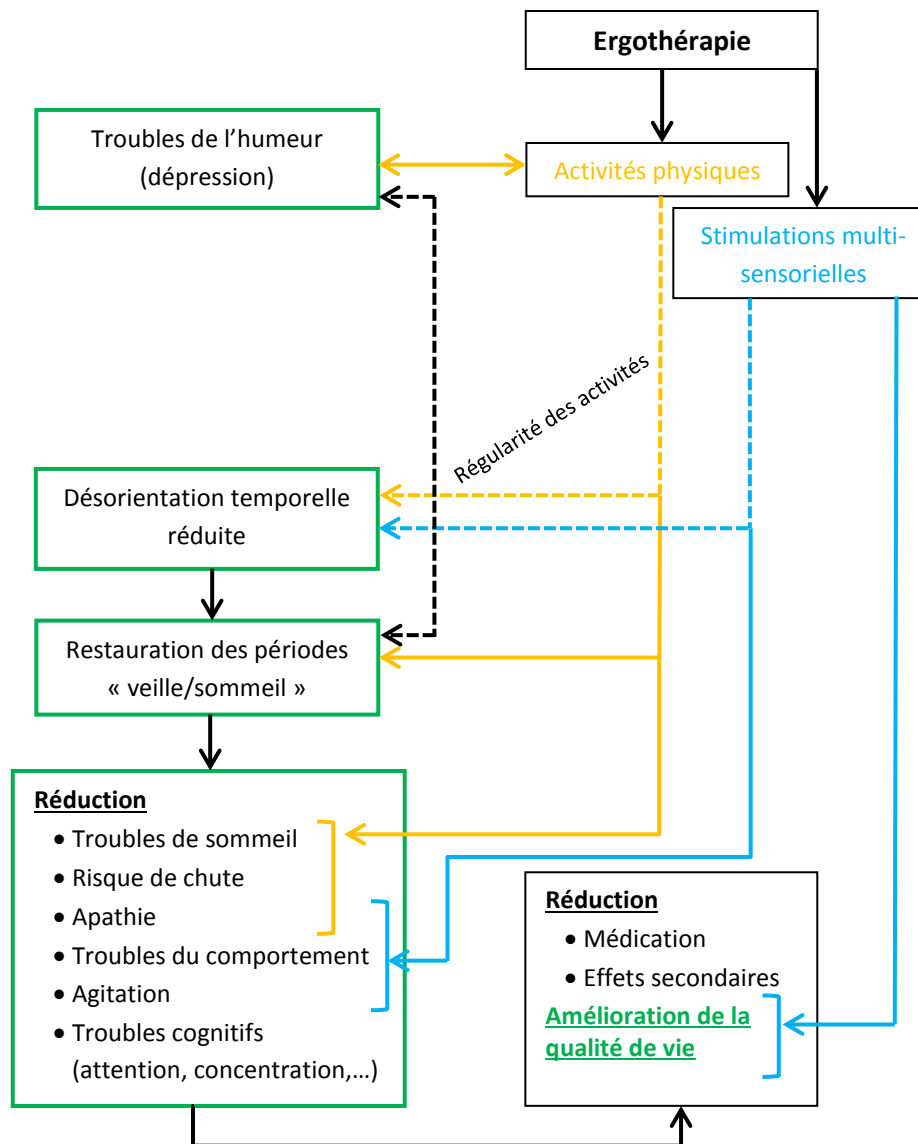 Ergothérapie
Troubles de l’humeur
(dépression)
Activités physiques
Stimulations multi-
sensorielles
Régularité des activités
Désorientation temporelle
réduite
Restauration des périodes
« veille/sommeil »
Réduction
• Troubles de sommeil
• Risque de chute
• Apathie
• Troubles du comportement
• Agitation
• Troubles cognitifs
(attention, concentration,…)
Réduction
• Médication
• Effets secondaires
Amélioration de la
qualité de vie